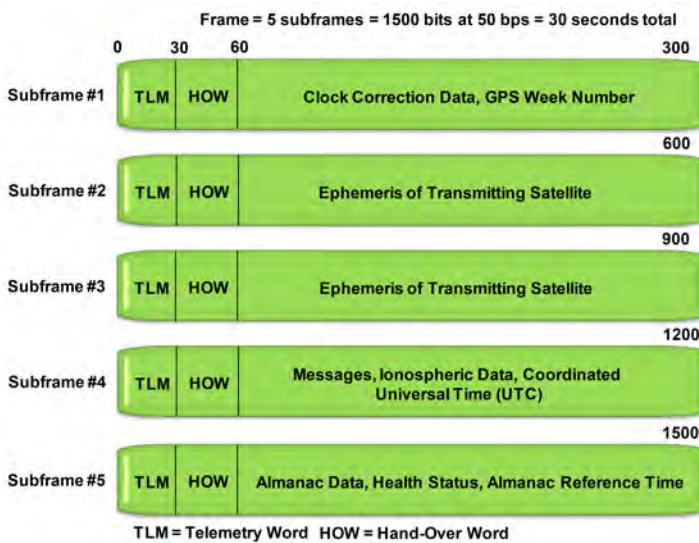 Frame = 5 subframes = 1500 bits at 50 bps = 30 seconds total
0 30 60 300
Subframe #1 TLM HOW Clock Correction Data, GPS Week Number
600
Subframe #2 TLM HOW Ephemeris of Transmitting Satellite
900
Subframe #3 TLM HOW Ephemeris of Transmitting Satellite
1200
Subframe #4 TLM HOW Messages, Ionospheric Data, Coordinated
Universal Time (UTC)
1500
Subframe #5 TLM HOW Almanac Data, Health Status, Almanac Reference Time
TLM = Telemetry Word HOW = Hand-Over Word